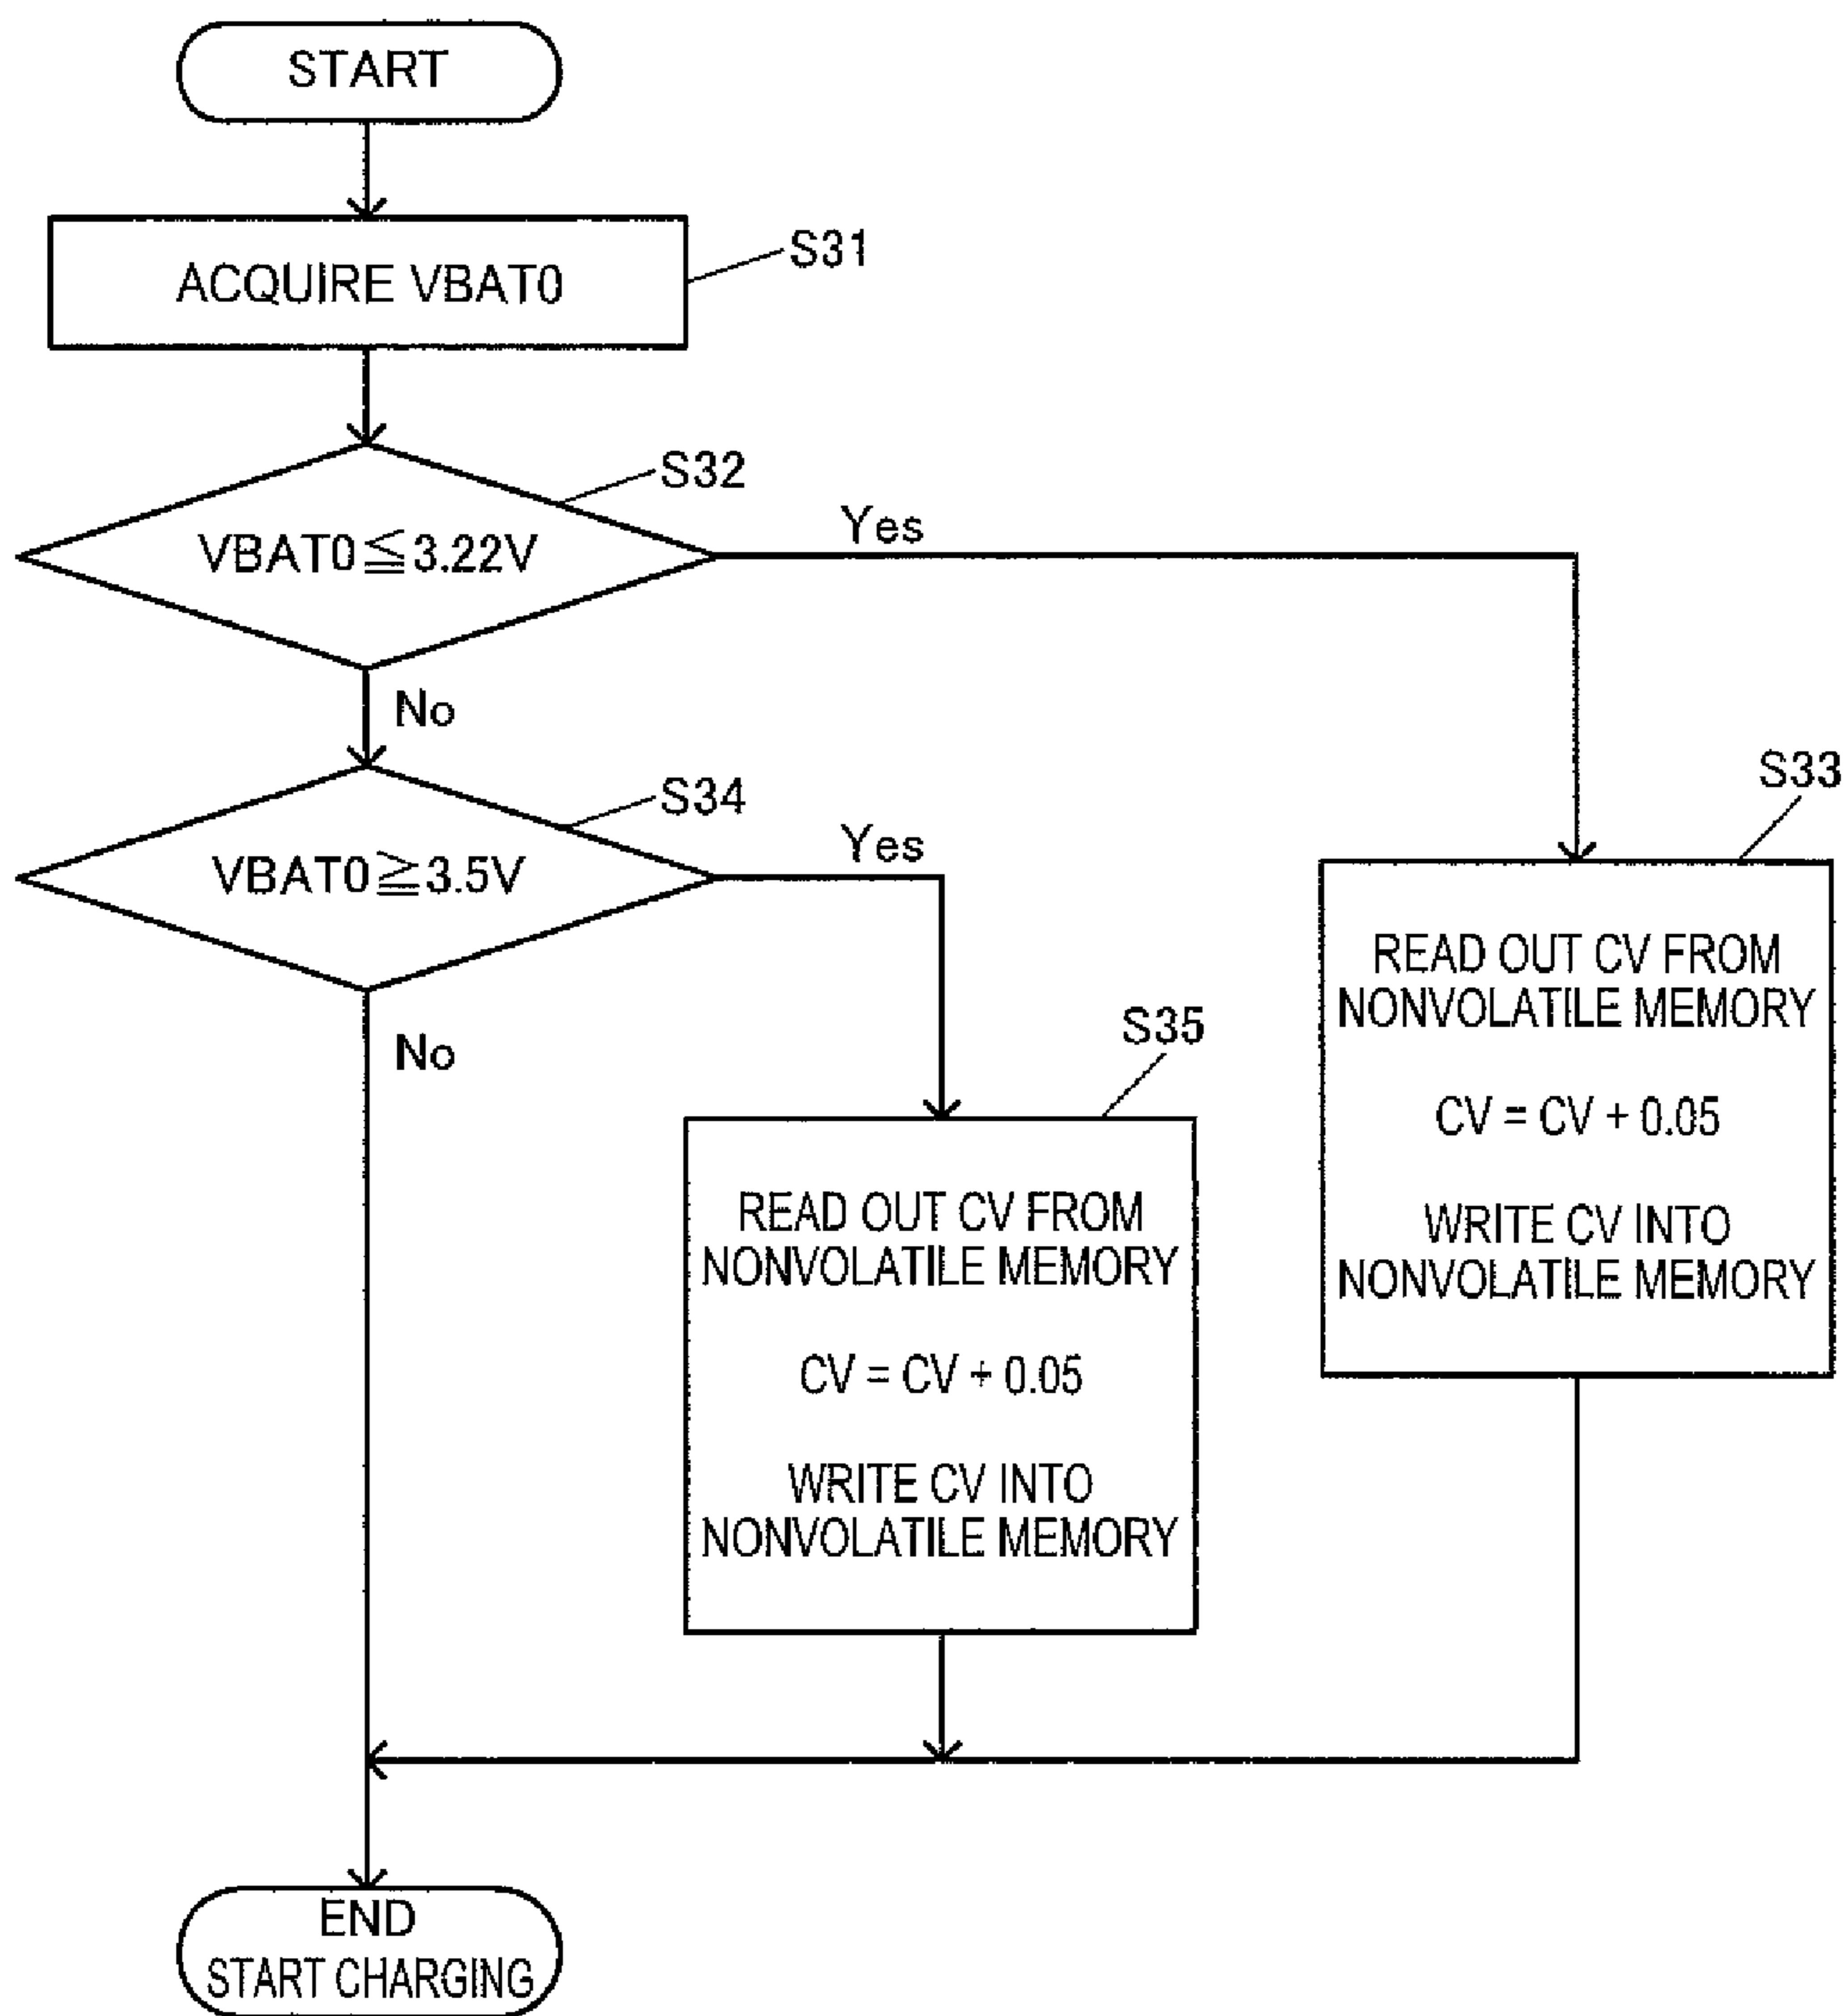 START
ACQUIRE VBAT0
S31
S32
VBAT0≦3.22V
Yes
No
S34
VBAT0≧3.5V
Yes
No
S33
READ OUT CV FROM
NONVOLATILE MEMORY
CV = CV + 0.05
WRITE CV INTO
NONVOLATILE MEMORY
S35
READ OUT CV FROM
NONVOLATILE MEMORY
CV = CV + 0.05
WRITE CV INTO
NONVOLATILE MEMORY
END
START CHARGING